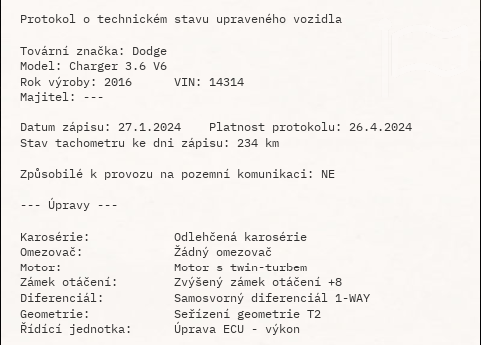 Protokol o technickém stavu upraveného vozidla
Tovární značka: Dodge
Model: Charger 3.6 V6
Rok výroby: 2016 VIN: 14314
Majitel: ---
Datum zápisu: 27.1.2024 Platnost protokolu: 26.4.2024
Stav tachometru ke dni zápisu: 234 km
Způsobilé k provozu na pozemní komunikaci: NE
--- Úpravy ---
Karosérie: Odlehčená karosérie
Omezovač: Žádný omezovač
Motor: Motor s twin-turbem
Zámek otáčení: Zvýšený zámek otáčení +8
Diferenciál: Samosvorný diferenciál 1-WAY
Geometrie: Seřízení geometrie T2
Řídící jednotka: Úprava ECU - výkon